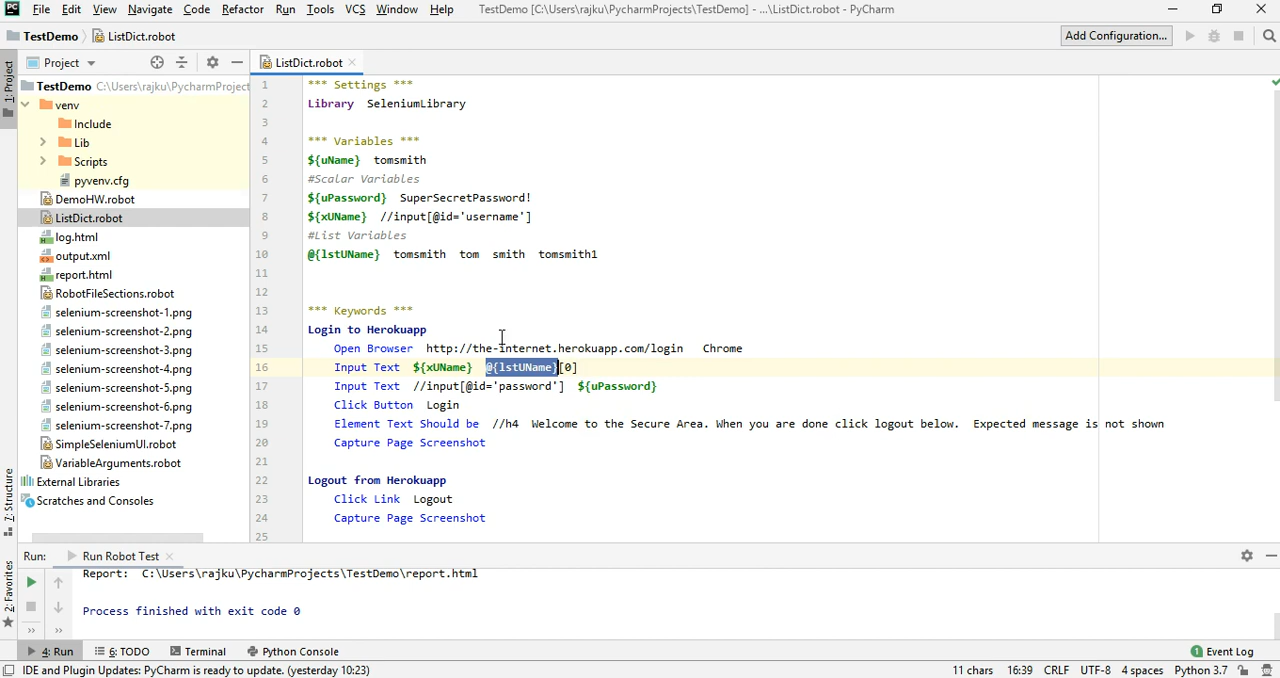 PC File Edit View Navigate Code Refactor Run Tools VCS Window Help TestDemo [C:\Users\rajku\PycharmProjects\TestDemo] - ...\ListDict.robot - PyCharm
TestDemo ListDict.robot Add Configuration...
1: Project
Project
ListDict.robot
TestDemo C:\Users\rajku\PycharmProject
venv
Include
Lib
Scripts
pyvenv.cfg
DemoHW.robot
ListDict.robot
log.html
output.xml
report.html
RobotFileSections.robot
selenium-screenshot-1.png
selenium-screenshot-2.png
selenium-screenshot-3.png
selenium-screenshot-4.png
selenium-screenshot-5.png
selenium-screenshot-6.png
selenium-screenshot-7.png
SimpleSeleniumUI.robot
VariableArguments.robot
External Libraries
Scratches and Consoles
1 *** Settings ***
2 Library SeleniumLibrary
3
4 *** Variables ***
5 ${uName} tomsmith
6 #Scalar Variables
7 ${uPassword} SuperSecretPassword!
8 ${xUName} //input[@id='username']
9 #List Variables
10 @{lstUName} tomsmith tom smith tomsmith1
11
12
13 *** Keywords ***
14 Login to Herokuapp
15 Open Browser http://the-internet.herokuapp.com/login Chrome
16 Input Text ${xUName} @{lstUName}[0]
17 Input Text //input[@id='password'] ${uPassword}
18 Click Button Login
19 Element Text Should be //h4 Welcome to the Secure Area. When you are done click logout below. Expected message is not shown
20 Capture Page Screenshot
21
22 Logout from Herokuapp
23 Click Link Logout
24 Capture Page Screenshot
25
7: Structure
2: Favorites
Run: Run Robot Test
Report: C:\Users\rajku\PycharmProjects\TestDemo\report.html
Process finished with exit code 0
4: Run 6: TODO Terminal Python Console 1 Event Log
IDE and Plugin Updates: PyCharm is ready to update. (yesterday 10:23) 11 chars 16:39 CRLF UTF-8 4 spaces Python 3.7